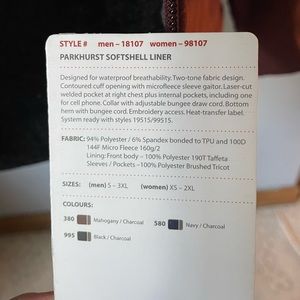 STYLE # men – 18107 women – 98107
PARKHURST SOFTSHELL LINER
Designed for waterproof breathability. Two-tone fabric design.
Contoured cuff opening with microfleece sleeve gaitor. Laser-cut
welded pocket at right chest plus internal pockets, including one
for cell phone. Collar with adjustable bungee draw cord. Bottom
hem with bungee cord. Embroidery access. Heat-transfer label.
System ready with styles 19515/99515.
FABRIC: 94% Polyester / 6% Spandex bonded to TPU and 100D
144F Micro Fleece 160g/2
Lining: Front body – 100% Polyester 190T Taffeta
Sleeves / Pockets – 100% Polyester Brushed Tricot
SIZES: (men) S – 3XL (women) XS – 2XL
COLOURS:
380 Mahogany / Charcoal 580 Navy / Charcoal
995 Black / Charcoal